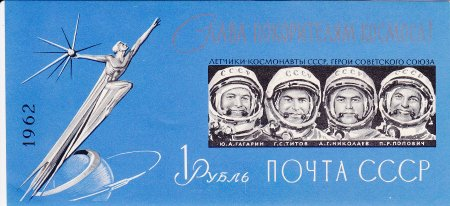 СЛАВА ПОКОРИТЕЛЯМ КОСМОСА!
ЛЕТЧИКИ-КОСМОНАВТЫ СССР, ГЕРОИ СОВЕТСКОГО СОЮЗА
СССР СССР СССР СССР
Ю.А.ГАГАРИН Г.С.ТИТОВ А.Г.НИКОЛАЕВ П.Р.ПОПОВИЧ
1962
1 РУБЛЬ ПОЧТА СССР